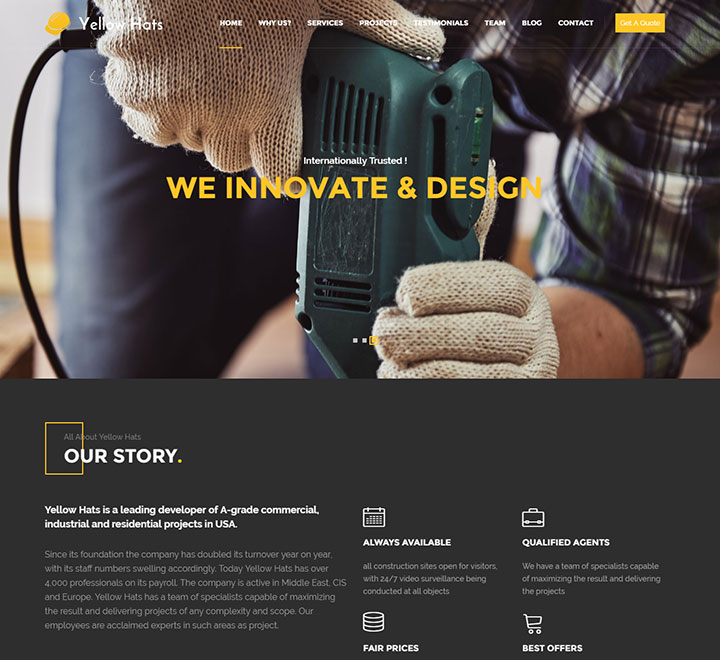 Yellow Hats
HOME WHY US? SERVICES PROJECTS TESTIMONIALS TEAM BLOG CONTACT Get A Quote
Internationally Trusted !
WE INNOVATE & DESIGN
All About Yellow Hats
OUR STORY.
Yellow Hats is a leading developer of A-grade commercial,
industrial and residential projects in USA.
Since its foundation the company has doubled its turnover year on year,
with its staff numbers swelling accordingly. Today Yellow Hats has over
4,000 professionals on its payroll. The company is active in Middle East, CIS
and Europe. Yellow Hats has a team of specialists capable of maximizing
the result and delivering projects of any complexity and scope. Our
employees are acclaimed experts in such areas as project.
ALWAYS AVAILABLE
all construction sites open for visitors,
with 24/7 video surveillance being
conducted at all objects
QUALIFIED AGENTS
We have a team of specialists capable
of maximizing the result and delivering
the projects
FAIR PRICES
BEST OFFERS